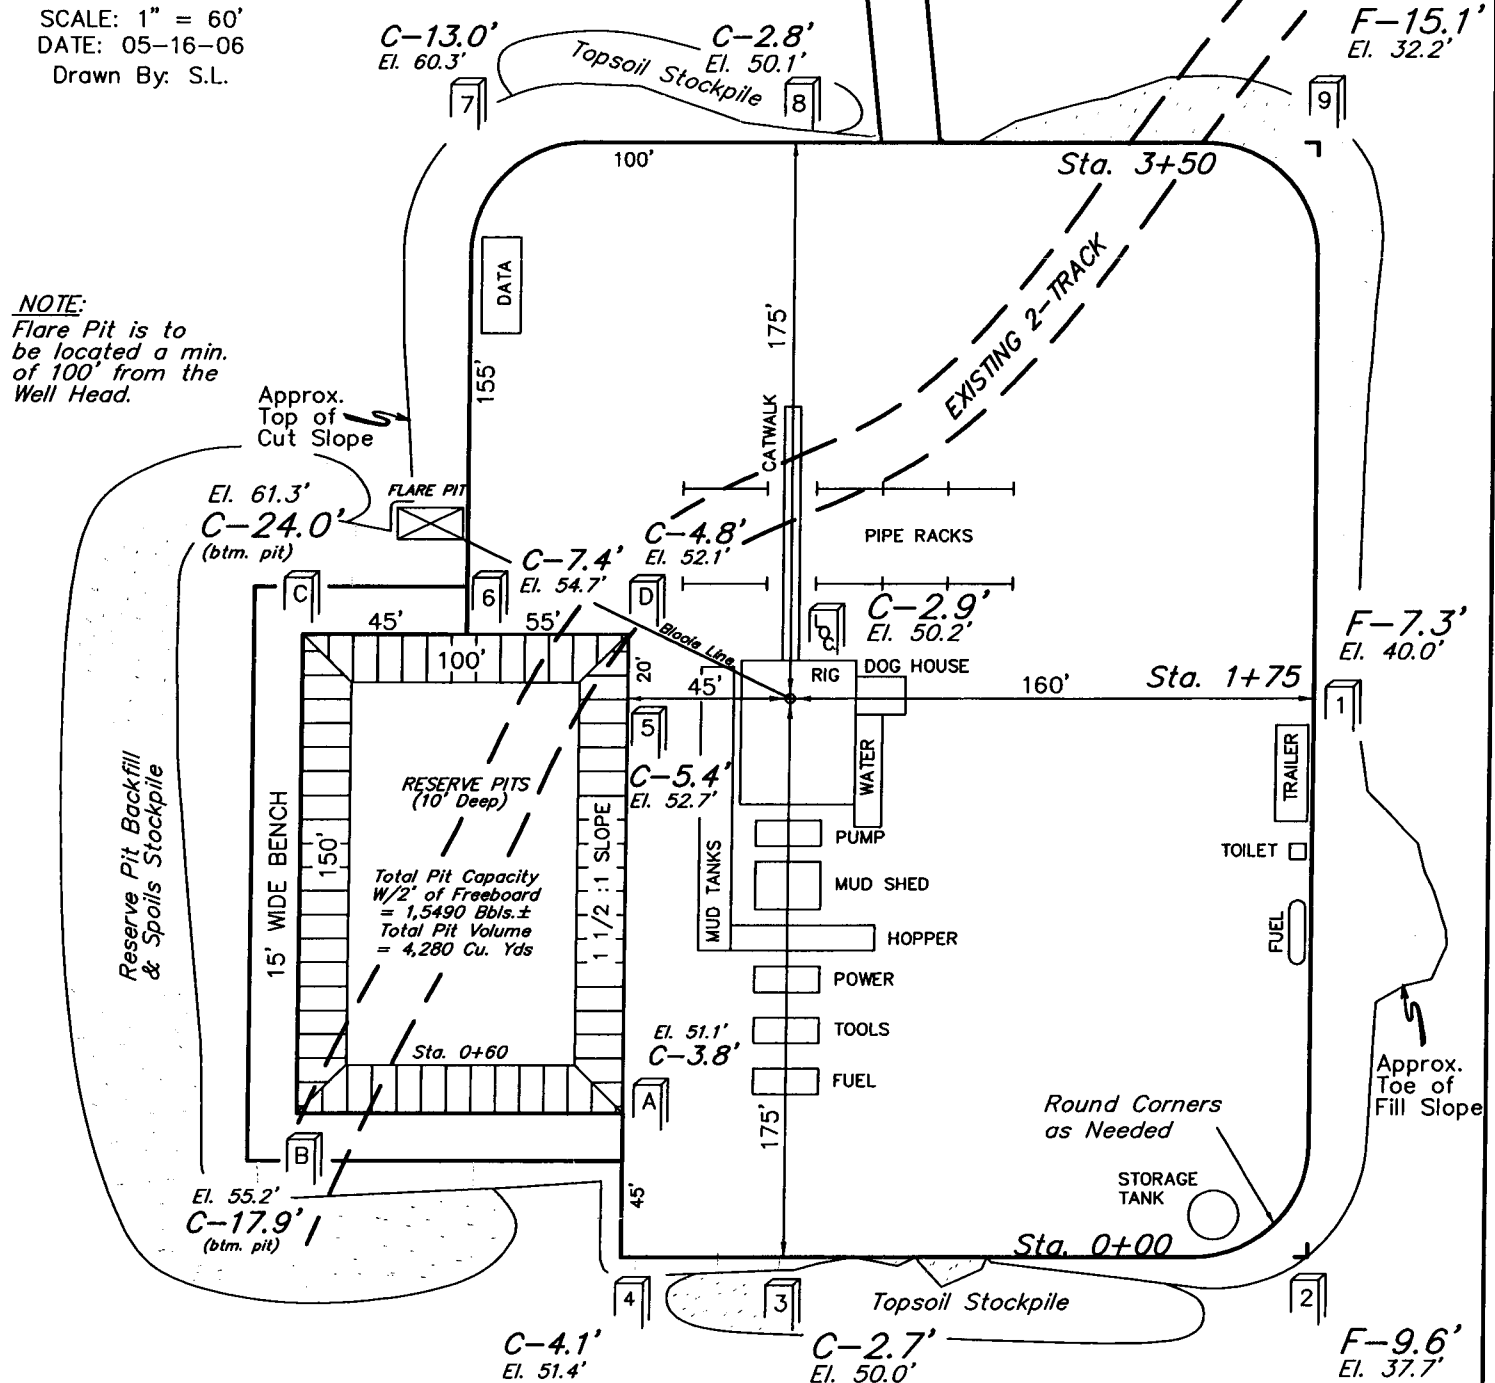 SCALE: 1" = 60'
DATE: 05-16-06
Drawn By: S.L.
C-13.0'
El. 60.3'
7
Topsoil Stockpile
C-2.8'
El. 50.1'
8
F-15.1'
El. 32.2'
9
100'
Sta. 3+50
DATA
155'
175'
EXISTING 2-TRACK
NOTE:
Flare Pit is to
be located a min.
of 100' from the
Well Head.
Approx.
Top of
Cut Slope
CATWALK
El. 61.3'
C-24.0'
(btm. pit)
FLARE PIT
C-7.4'
El. 54.7'
C-4.8'
El. 52.1'
PIPE RACKS
C
6
D
45'
55'
100'
20'
Blooie Line
LOC.
C-2.9'
El. 50.2'
RIG
DOG HOUSE
45'
160'
Sta. 1+75
F-7.3'
El. 40.0'
1
5
C-5.4'
El. 52.7'
WATER
TRAILER
RESERVE PITS
(10' Deep)
Reserve Pit Backfill
& Spoils Stockpile
15' WIDE BENCH
150'
1 1/2 :1 SLOPE
MUD TANKS
PUMP
TOILET
Total Pit Capacity
W/2' of Freeboard
= 1,5490 Bbls.±
Total Pit Volume
= 4,280 Cu. Yds
MUD SHED
FUEL
HOPPER
POWER
El. 51.1'
C-3.8'
TOOLS
Sta. 0+60
FUEL
A
Approx.
Toe of
Fill Slope
175'
Round Corners
as Needed
B
El. 55.2'
C-17.9'
(btm. pit)
45'
STORAGE
TANK
Sta. 0+00
4
3
Topsoil Stockpile
2
C-4.1'
El. 51.4'
C-2.7'
El. 50.0'
F-9.6'
El. 37.7'